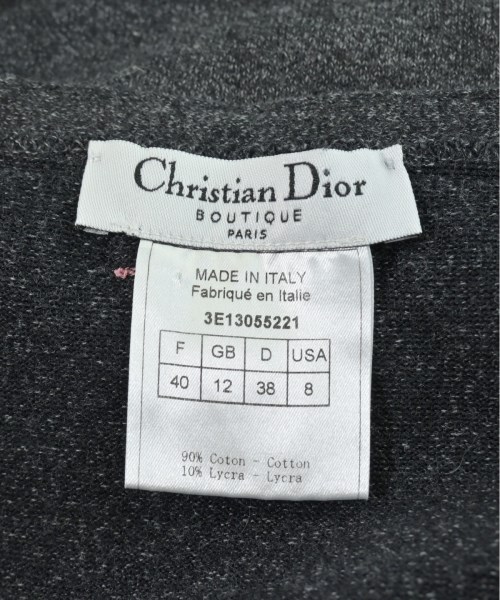 Christian Dior
BOUTIQUE
PARIS
MADE IN ITALY
Fabriqué en Italie
3E13055221
F GB D USA
40 12 38 8
90% Coton - Cotton
10% Lycra - Lycra